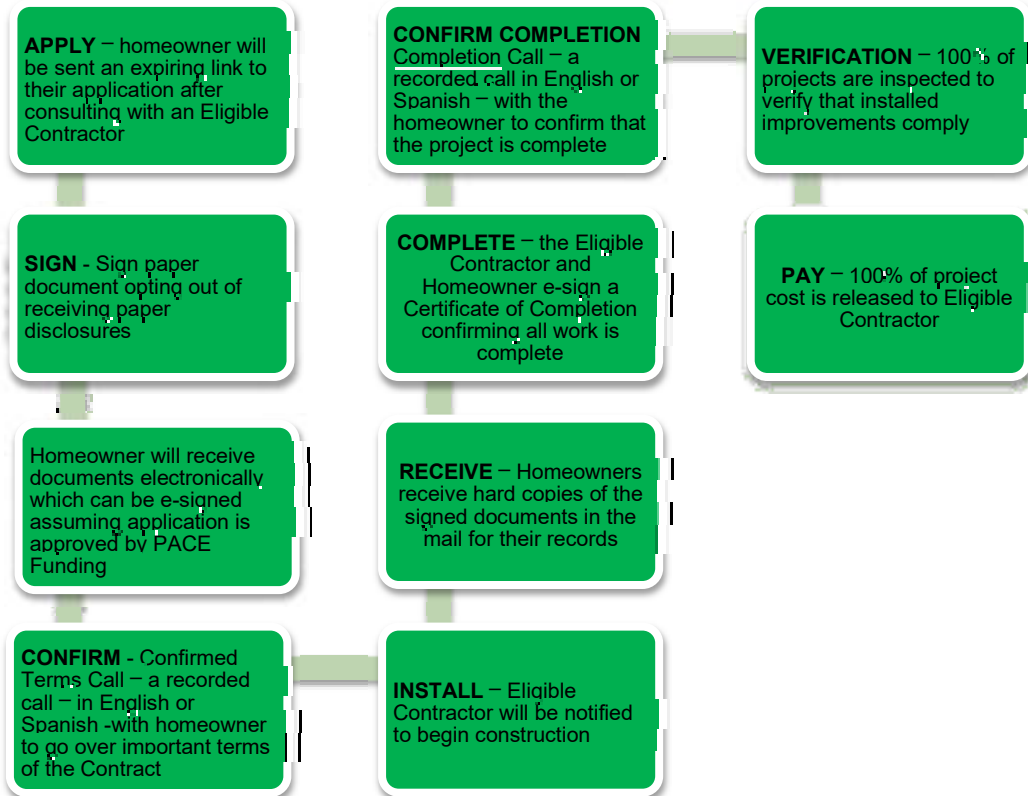 APPLY – homeowner will
be sent an expiring link to
their application after
consulting with an Eligible
Contractor
SIGN - Sign paper
document opting out of
receiving paper
disclosures
Homeowner will receive
documents electronically
which can be e-signed
assuming application is
approved by PACE
Funding
CONFIRM - Confirmed
Terms Call – a recorded
call – in English or
Spanish -with homeowner
to go over important terms
of the Contract
INSTALL – Eligible
Contractor will be notified
to begin construction
RECEIVE – Homeowners
receive hard copies of the
signed documents in the
mail for their records
COMPLETE – the Eligible
Contractor and
Homeowner e-sign a
Certificate of Completion
confirming all work is
complete
CONFIRM COMPLETION
Completion Call – a
recorded call in English or
Spanish – with the
homeowner to confirm that
the project is complete
VERIFICATION – 100% of
projects are inspected to
verify that installed
improvements comply
PAY – 100% of project
cost is released to Eligible
Contractor